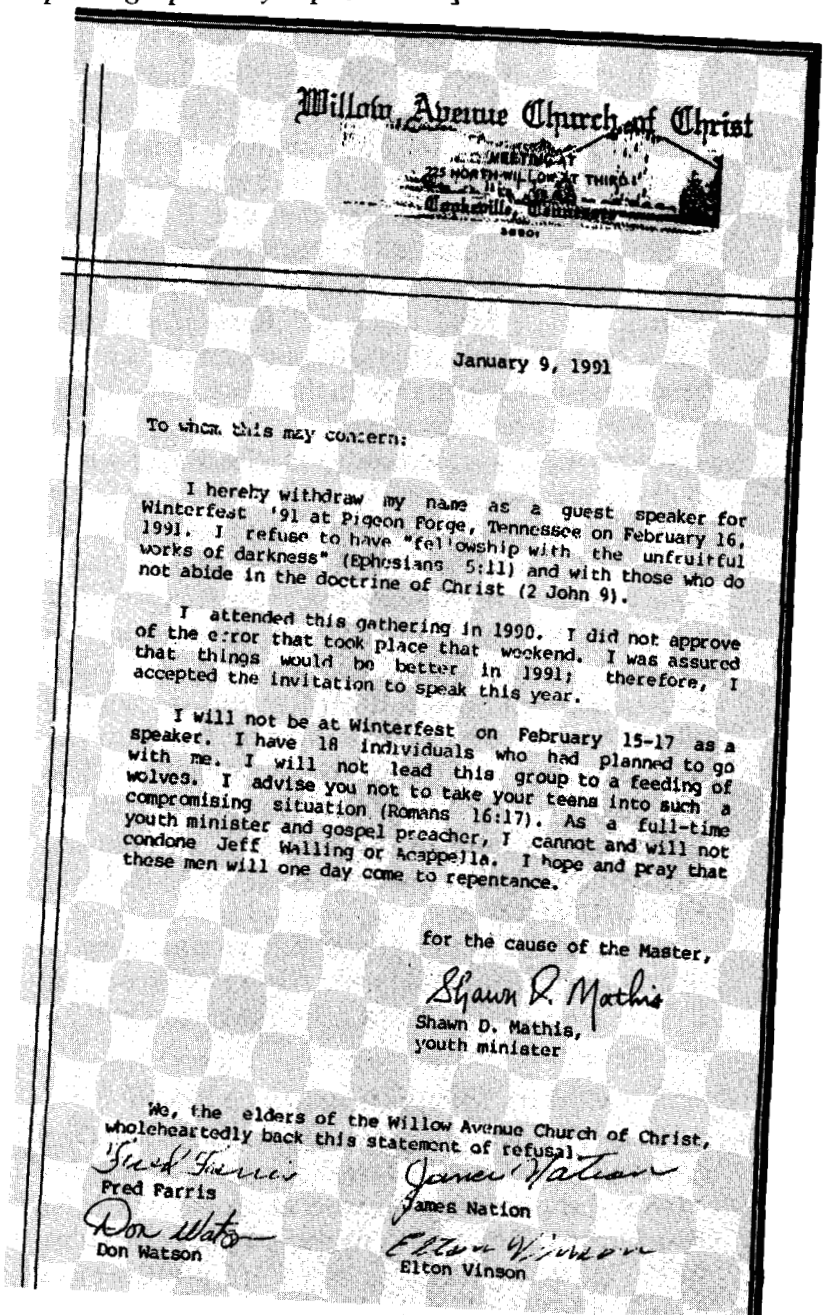 Willow Avenue Church of Christ
MEETING AT
225 NORTH WILLOW AT THIRD
Cookeville, Tennessee
38501
January 9, 1991
To whom this may concern:
I hereby withdraw my name as a guest speaker for
Winterfest '91 at Pigeon Forge, Tennessee on February 16,
1991. I refuse to have "fellowship with the unfruitful
works of darkness" (Ephesians 5:11) and with those who do
not abide in the doctrine of Christ (2 John 9).
I attended this gathering in 1990. I did not approve
of the error that took place that weekend. I was assured
that things would be better in 1991; therefore, I
accepted the invitation to speak this year.
I will not be at Winterfest on February 15-17 as a
speaker. I have 18 individuals who had planned to go
with me. I will not lead this group to a feeding of
wolves. I advise you not to take your teens into such a
compromising situation (Romans 16:17). As a full-time
youth minister and gospel preacher, I cannot and will not
condone Jeff Walling or Acappella. I hope and pray that
these men will one day come to repentance.
for the cause of the Master,
Shawn D. Mathis
Shawn D. Mathis,
youth minister
We, the elders of the Willow Avenue Church of Christ,
wholeheartedly back this statement of refusal.
Fred Farris James Nation
Fred Farris James Nation
Don Watson Elton Vinson
Don Watson Elton Vinson